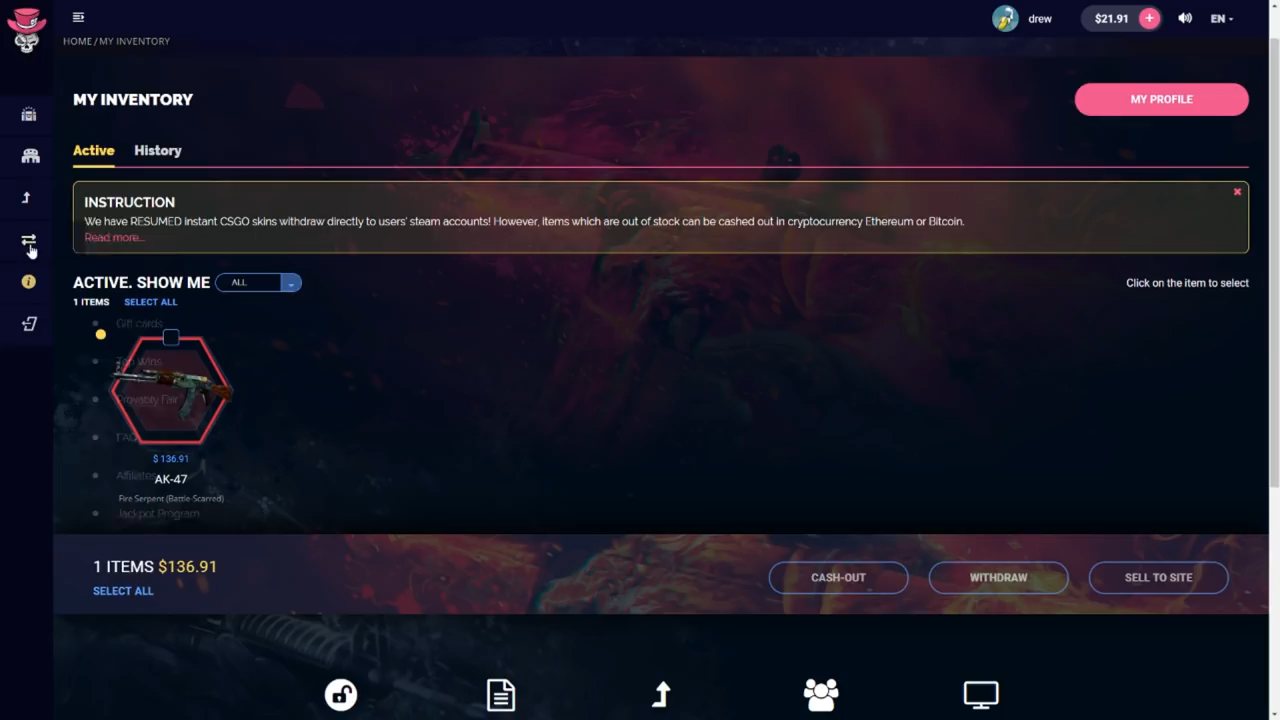 drew
$21.91
EN
HOME/MY INVENTORY
MY INVENTORY
MY PROFILE
Active
History
INSTRUCTION
We have RESUMED instant CSGO skins withdraw directly to users' steam accounts! However, items which are out of stock can be cashed out in cryptocurrency Ethereum or Bitcoin.
Read more...
ACTIVE. SHOW ME
ALL
Click on the item to select
1 ITEMS
SELECT ALL
Gift cards
Top Wins
Provably Fair
FAQ
Affiliates
$ 136.91
AK-47
Fire Serpent (Battle-Scarred)
Jackpot Program
1 ITEMS $136.91
SELECT ALL
CASH-OUT
WITHDRAW
SELL TO SITE